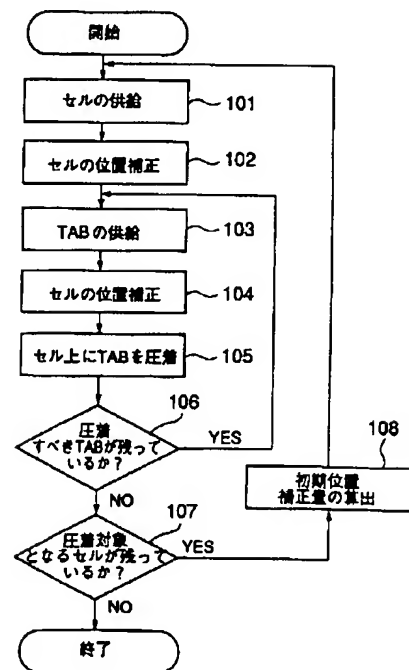 開始
セルの供給
101
セルの位置補正
102
TABの供給
103
セルの位置補正
104
セル上にTABを圧着
105
圧着
すべきTABが残って
いるか？
106
YES
NO
圧着対象
となるセルが残って
いるか？
107
YES
NO
初期位置
補正量の算出
108
終了